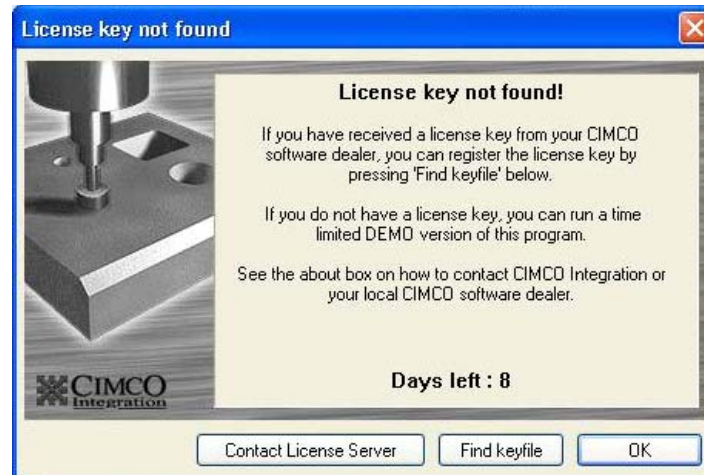 License key not found
License key not found!
If you have received a license key from your CIMCO
software dealer, you can register the license key by
pressing 'Find keyfile' below.
If you do not have a license key, you can run a time
limited DEMO version of this program.
See the about box on how to contact CIMCO Integration or
your local CIMCO software dealer.
Days left : 8
CIMCO
Integration
Contact License Server
Find keyfile
OK